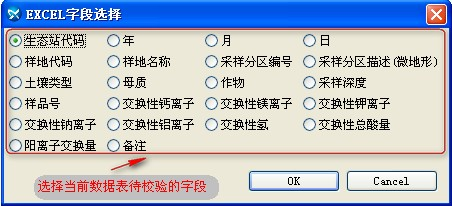 EXCEL字段选择
生态站代码 年 月 日
样地代码 样地名称 采样分区编号 采样分区描述(微地形)
土壤类型 母质 作物 采样深度
样品号 交换性钙离子 交换性镁离子 交换性钾离子
交换性钠离子 交换性铝离子 交换性氢 交换性总酸量
阳离子交换量 备注
选择当前数据表待校验的字段
OK Cancel